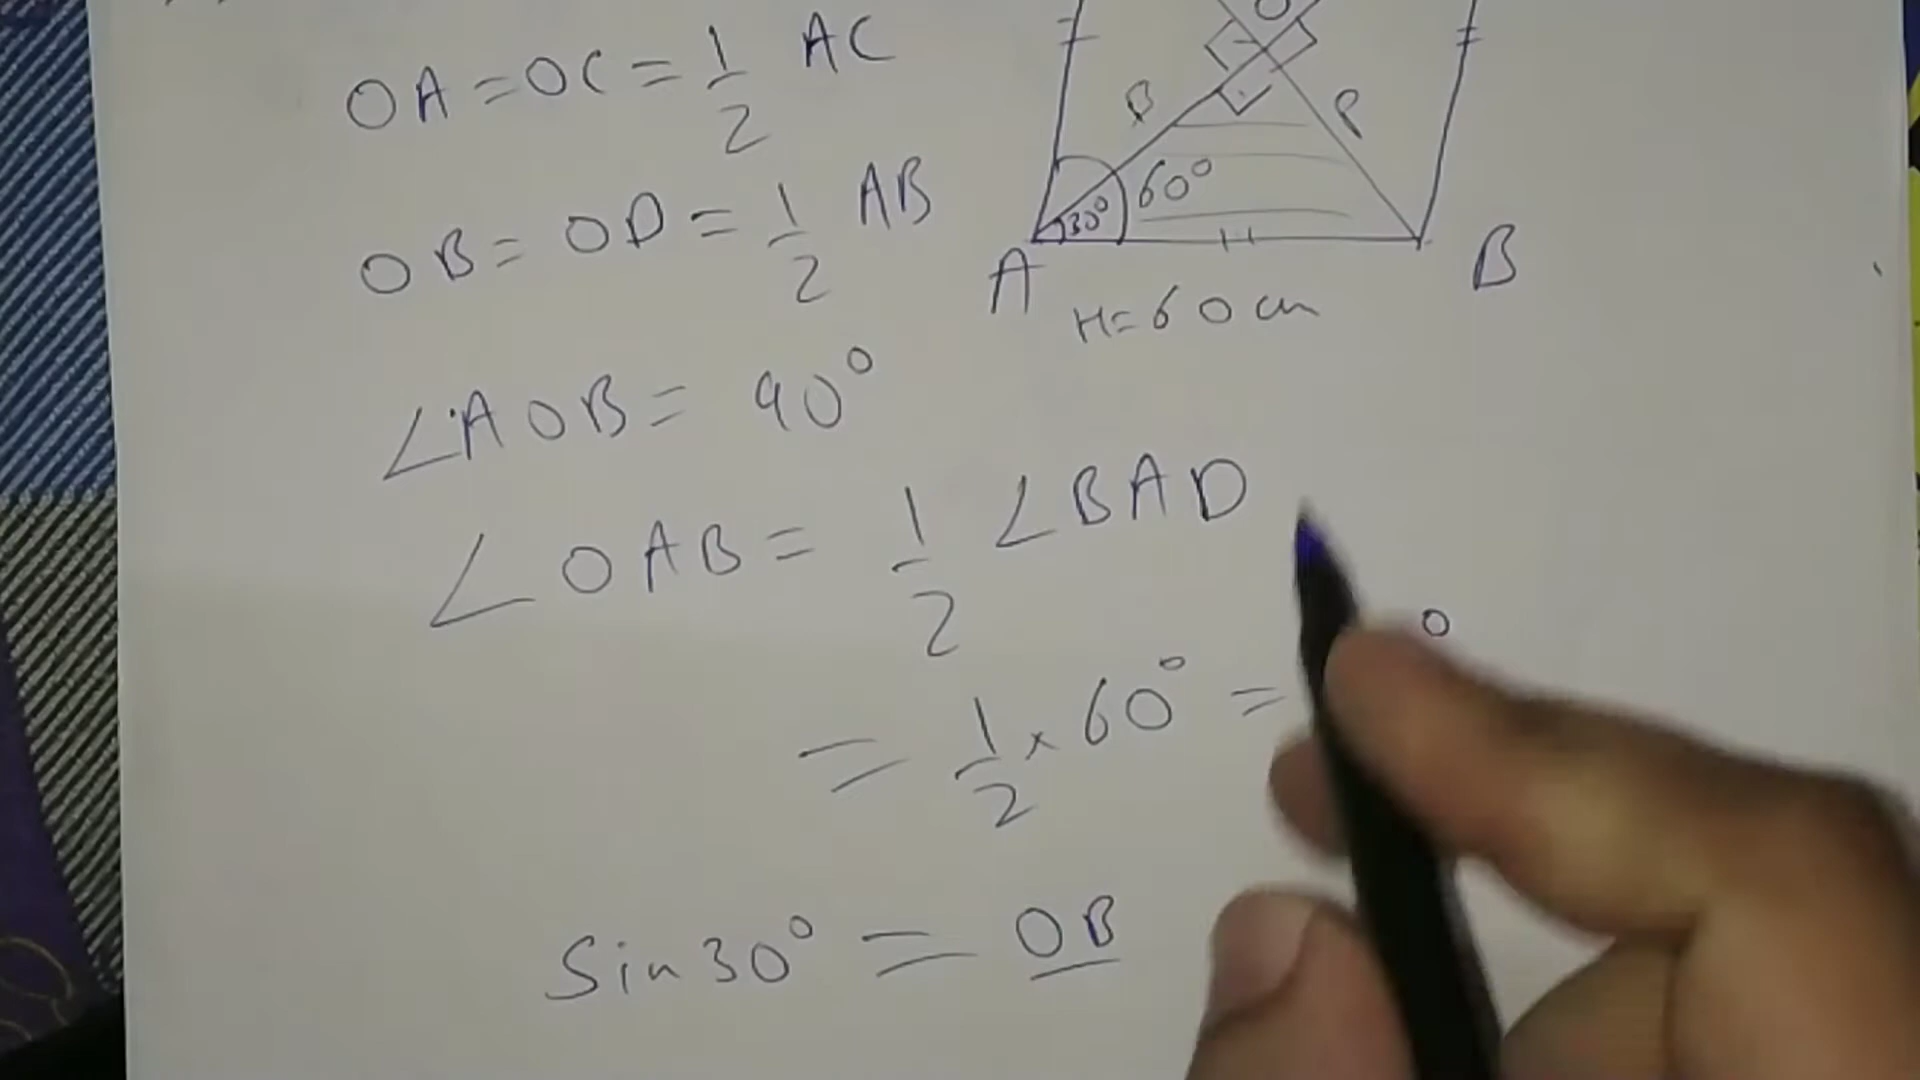 OA = OC = 1/2 AC
OB = OD = 1/2 AB
∠AOB = 90°
∠OAB = 1/2 ∠BAD
= 1/2 × 60° = °
Sin 30° = OB
O
B
P
60°
30°
A
B
H = 60 cm